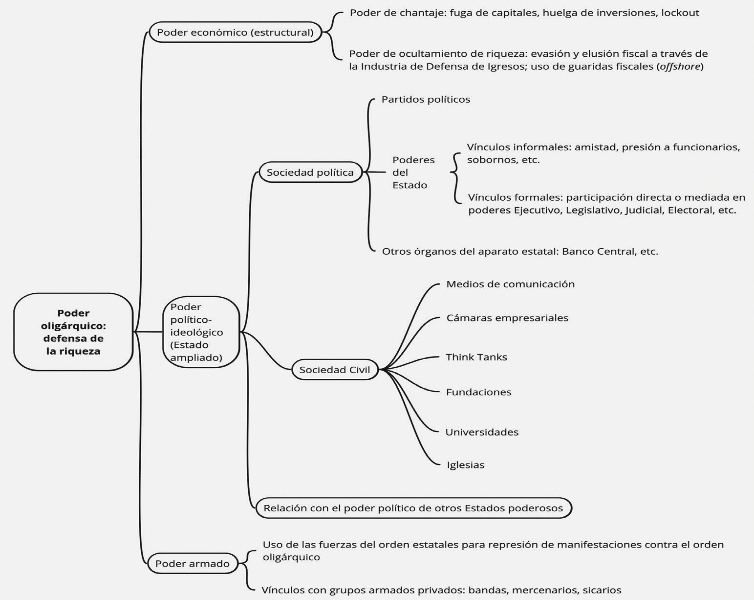 Poder de chantaje: fuga de capitales, huelga de inversiones, lockout
Poder económico (estructural)
Poder de ocultamiento de riqueza: evasión y elusión fiscal a través de
la Industria de Defensa de Igresos; uso de guaridas fiscales (offshore)
Partidos políticos
Sociedad política
Poderes
del
Estado
Vínculos informales: amistad, presión a funcionarios,
sobornos, etc.
Vínculos formales: participación directa o mediada en
poderes Ejecutivo, Legislativo, Judicial, Electoral, etc.
Otros órganos del aparato estatal: Banco Central, etc.
Poder
oligárquico:
defensa de
la riqueza
Poder
político-
ideológico
(Estado
ampliado)
Sociedad Civil
Medios de comunicación
Cámaras empresariales
Think Tanks
Fundaciones
Universidades
Iglesias
Relación con el poder político de otros Estados poderosos
Poder armado
Uso de las fuerzas del orden estatales para represión de manifestaciones contra el orden
oligárquico
Vínculos con grupos armados privados: bandas, mercenarios, sicarios